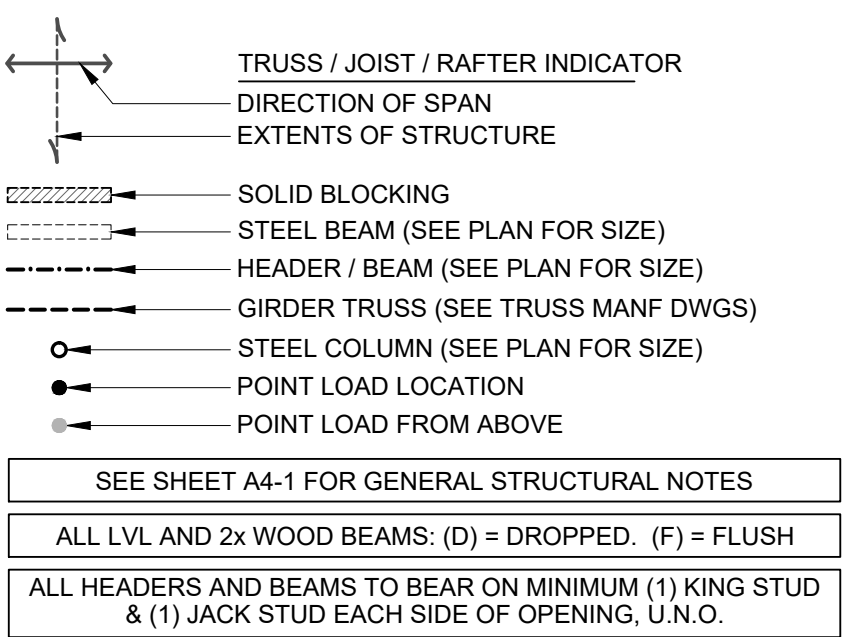 TRUSS / JOIST / RAFTER INDICATOR
DIRECTION OF SPAN
EXTENTS OF STRUCTURE
SOLID BLOCKING
STEEL BEAM (SEE PLAN FOR SIZE)
HEADER / BEAM (SEE PLAN FOR SIZE)
GIRDER TRUSS (SEE TRUSS MANF DWGS)
STEEL COLUMN (SEE PLAN FOR SIZE)
POINT LOAD LOCATION
POINT LOAD FROM ABOVE
SEE SHEET A4-1 FOR GENERAL STRUCTURAL NOTES
ALL LVL AND 2x WOOD BEAMS: (D) = DROPPED. (F) = FLUSH
ALL HEADERS AND BEAMS TO BEAR ON MINIMUM (1) KING STUD
& (1) JACK STUD EACH SIDE OF OPENING, U.N.O.